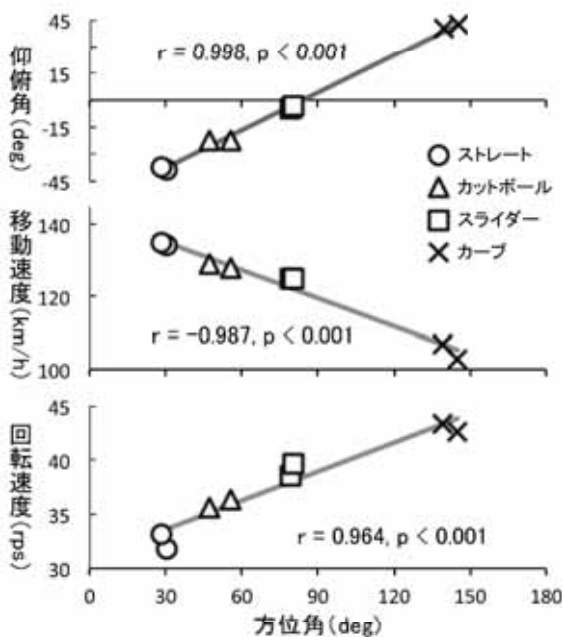 仰俯角(deg)
45
15
-15
-45
r = 0.998, p < 0.001
ストレート
カットボール
スライダー
カーブ
移動速度(km/h)
140
120
100
r = -0.987, p < 0.001
回転速度(rps)
45
40
35
30
r = 0.964, p < 0.001
0 30 60 90 120 150 180
方位角(deg)